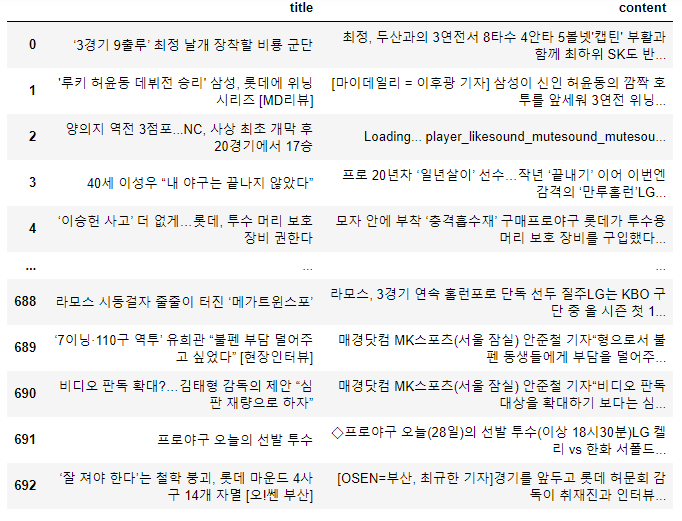 title content
0 ‘3경기 9출루’ 최정 날개 장착할 비룡 군단 최정, 두산과의 3연전서 8타수 4안타 5볼넷'캡틴' 부활과
함께 최하위 SK도 반...
1 '루키 허윤동 데뷔전 승리' 삼성, 롯데에 위닝
시리즈 [MD리뷰] [마이데일리 = 이후광 기자] 삼성이 신인 허윤동의 깜짝 호
투를 앞세워 3연전 위닝...
2 양의지 역전 3점포...NC, 사상 최초 개막 후
20경기에서 17승 Loading... player_likesound_mutesound_mutesou...
3 40세 이성우 “내 야구는 끝나지 않았다” 프로 20년차 ‘일년살이’ 선수…작년 ‘끝내기’ 이어 이번엔
감격의 ‘만루홈런’LG...
4 ‘이승헌 사고’ 더 없게…롯데, 투수 머리 보호
장비 권한다 모자 안에 부착 ‘충격흡수재’ 구매프로야구 롯데가 투수용
머리 보호 장비를 구입했다...
... ... ...
688 라모스 시동걸자 줄줄이 터진 ‘메가트윈스포’ 라모스, 3경기 연속 홈런포로 단독 선두 질주LG는 KBO 구
단 중 올 시즌 첫 1...
689 ‘7이닝·110구 역투’ 유희관 “불펜 부담 덜어주
고 싶었다” [현장인터뷰] 매경닷컴 MK스포츠(서울 잠실) 안준철 기자“형으로서 불
펜 동생들에게 부담을 덜어주...
690 비디오 판독 확대?…김태형 감독의 제안 “심
판 재량으로 하자” 매경닷컴 MK스포츠(서울 잠실) 안준철 기자“비디오 판독
대상을 확대하기 보다는 심...
691 프로야구 오늘의 선발 투수 ◇프로야구 오늘(28일)의 선발 투수(이상 18시30분)LG 켈
리 vs 한화 서폴드...
692 ‘잘 져야 한다’는 철학 붕괴, 롯데 마운드 4사
구 14개 자멸 [오!쎈 부산] [OSEN=부산, 최규한 기자]경기를 앞두고 롯데 허문회 감
독이 취재진과 인터뷰...